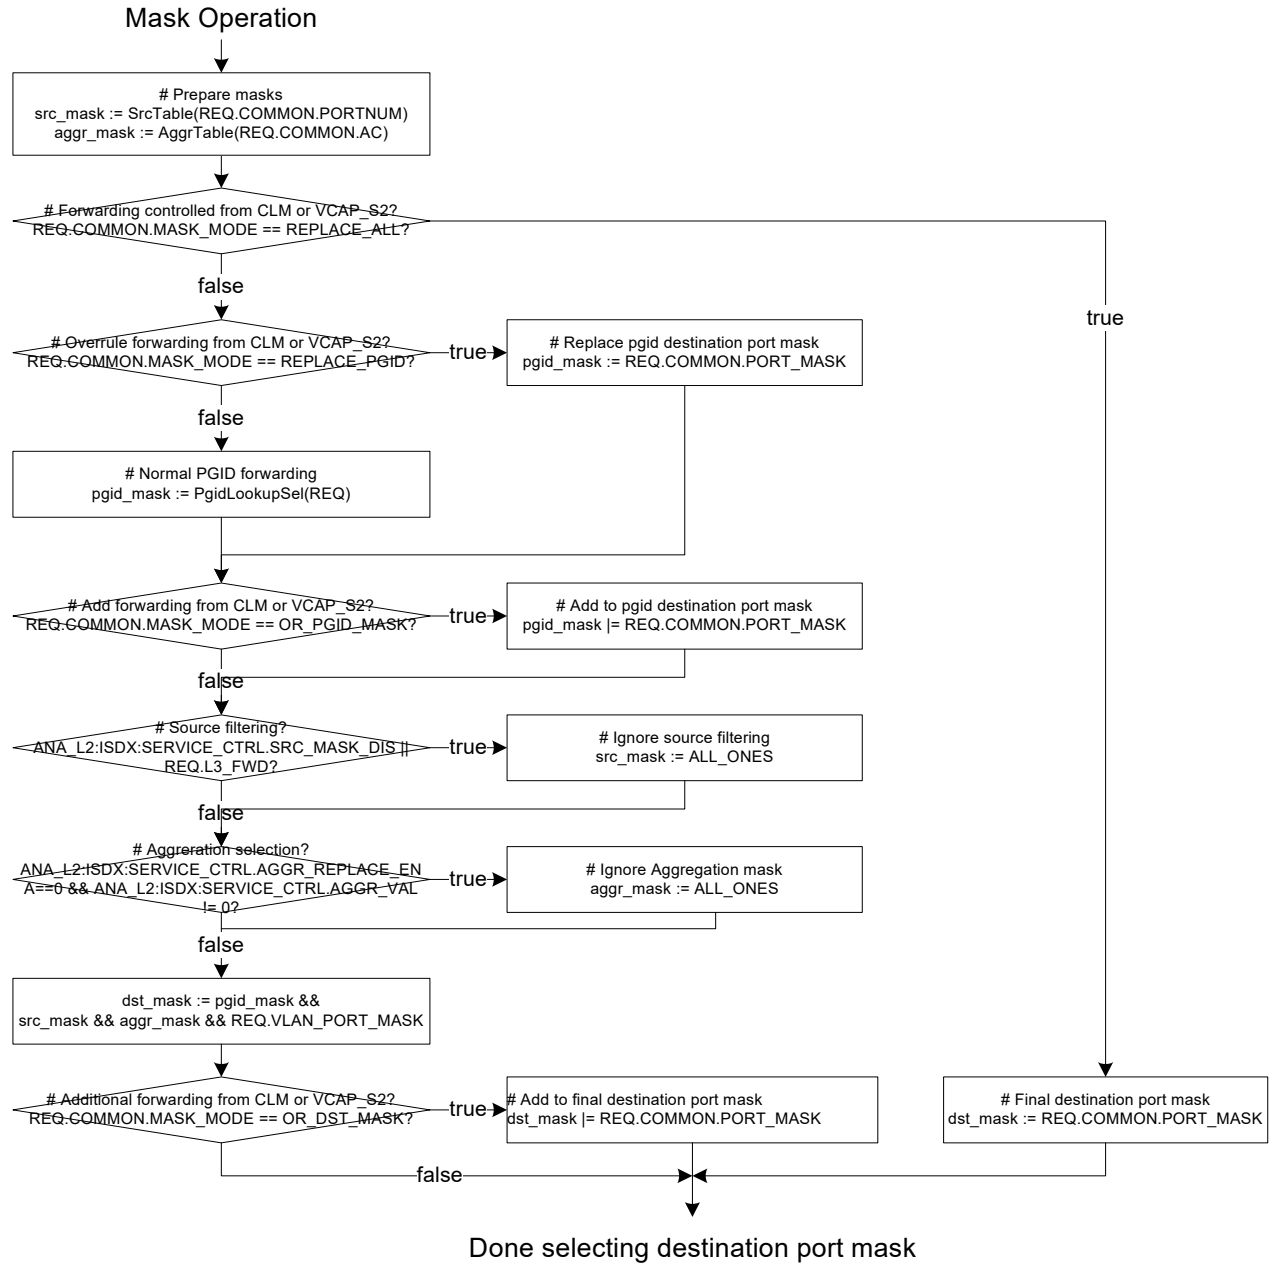 Mask Operation
# Prepare masks
src_mask := SrcTable(REQ.COMMON.PORTNUM)
aggr_mask := AggrTable(REQ.COMMON.AC)
# Forwarding controlled from CLM or VCAP_S2?
REQ.COMMON.MASK_MODE == REPLACE_ALL?
false
true
# Overrule forwarding from CLM or VCAP_S2?
REQ.COMMON.MASK_MODE == REPLACE_PGID?
true
# Replace pgid destination port mask
pgid_mask := REQ.COMMON.PORT_MASK
false
# Normal PGID forwarding
pgid_mask := PgidLookupSel(REQ)
# Add forwarding from CLM or VCAP_S2?
REQ.COMMON.MASK_MODE == OR_PGID_MASK?
true
# Add to pgid destination port mask
pgid_mask |= REQ.COMMON.PORT_MASK
false
# Source filtering?
ANA_L2:ISDX:SERVICE_CTRL.SRC_MASK_DIS ||
REQ.L3_FWD?
true
# Ignore source filtering
src_mask := ALL_ONES
false
# Aggreration selection?
ANA_L2:ISDX:SERVICE_CTRL.AGGR_REPLACE_EN
A==0 && ANA_L2:ISDX:SERVICE_CTRL.AGGR_VAL
!= 0?
true
# Ignore Aggregation mask
aggr_mask := ALL_ONES
false
dst_mask := pgid_mask &&
src_mask && aggr_mask && REQ.VLAN_PORT_MASK
# Additional forwarding from CLM or VCAP_S2?
REQ.COMMON.MASK_MODE == OR_DST_MASK?
true
# Add to final destination port mask
dst_mask |= REQ.COMMON.PORT_MASK
# Final destination port mask
dst_mask := REQ.COMMON.PORT_MASK
false
Done selecting destination port mask